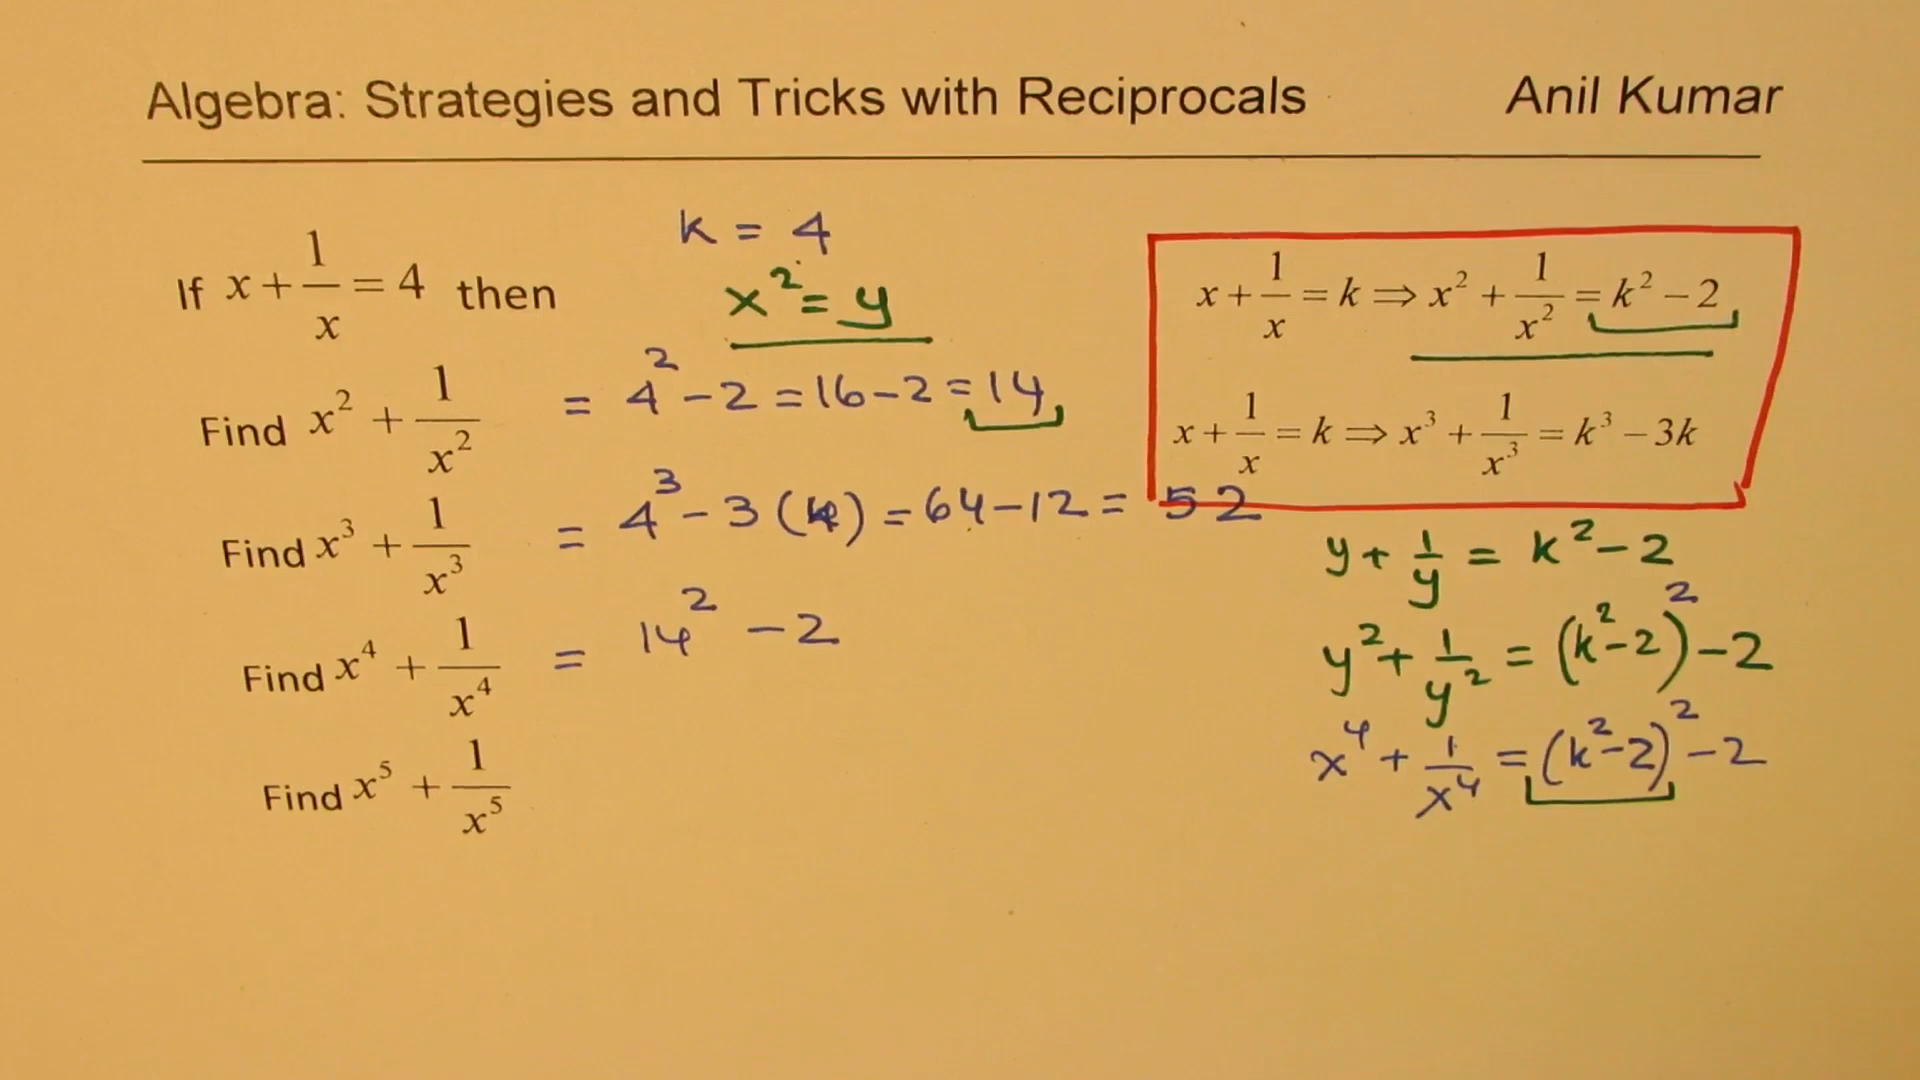 Algebra: Strategies and Tricks with Reciprocals Anil Kumar
If x + 1/x = 4 then
k = 4
x² = y
Find x² + 1/x² = 4² - 2 = 16 - 2 = 14
Find x³ + 1/x³ = 4³ - 3(4) = 64 - 12 = 52
Find x⁴ + 1/x⁴ = 14² - 2
Find x⁵ + 1/x⁵
x + 1/x = k ⇒ x² + 1/x² = k² - 2
x + 1/x = k ⇒ x³ + 1/x³ = k³ - 3k
y + 1/y = k² - 2
y² + 1/y² = (k² - 2)² - 2
x⁴ + 1/x⁴ = (k² - 2)² - 2